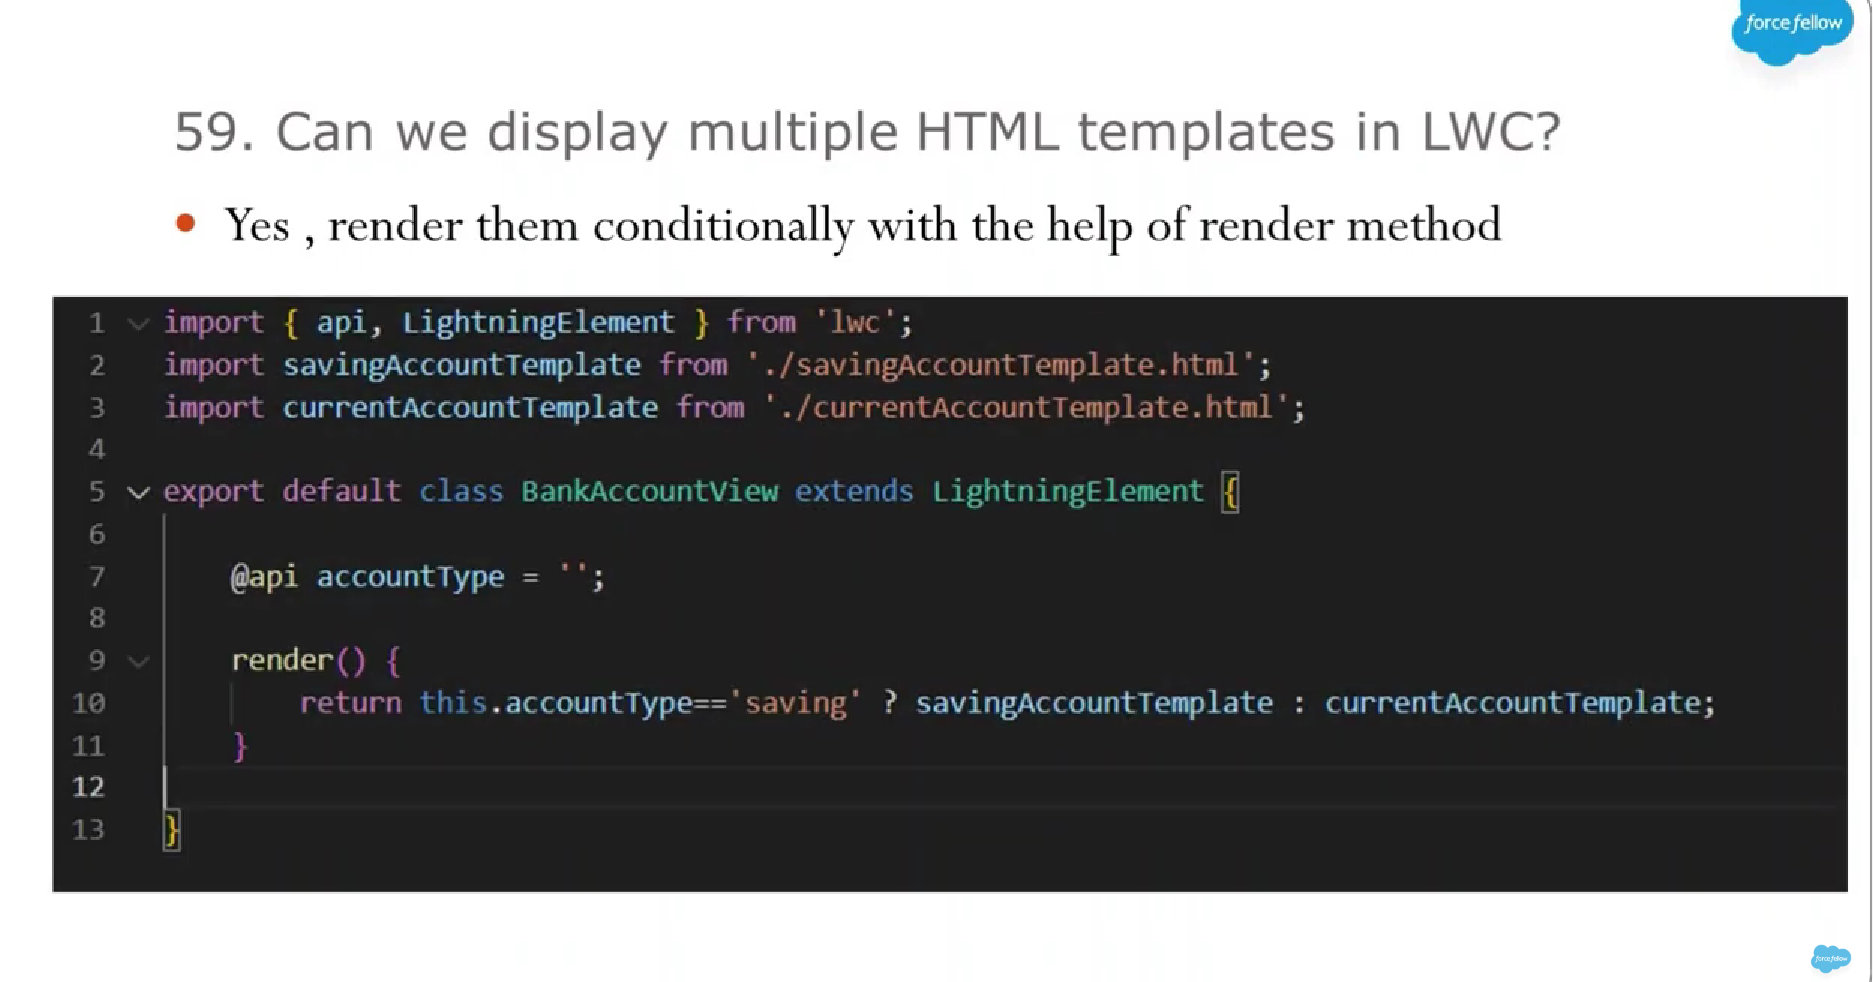 force fellow
59. Can we display multiple HTML templates in LWC?
• Yes , render them conditionally with the help of render method
1 import { api, LightningElement } from 'lwc';
2 import savingAccountTemplate from './savingAccountTemplate.html';
3 import currentAccountTemplate from './currentAccountTemplate.html';
4
5 export default class BankAccountView extends LightningElement {
6
7 @api accountType = '';
8
9 render() {
10 return this.accountType=='saving' ? savingAccountTemplate : currentAccountTemplate;
11 }
12
13 }
force fellow